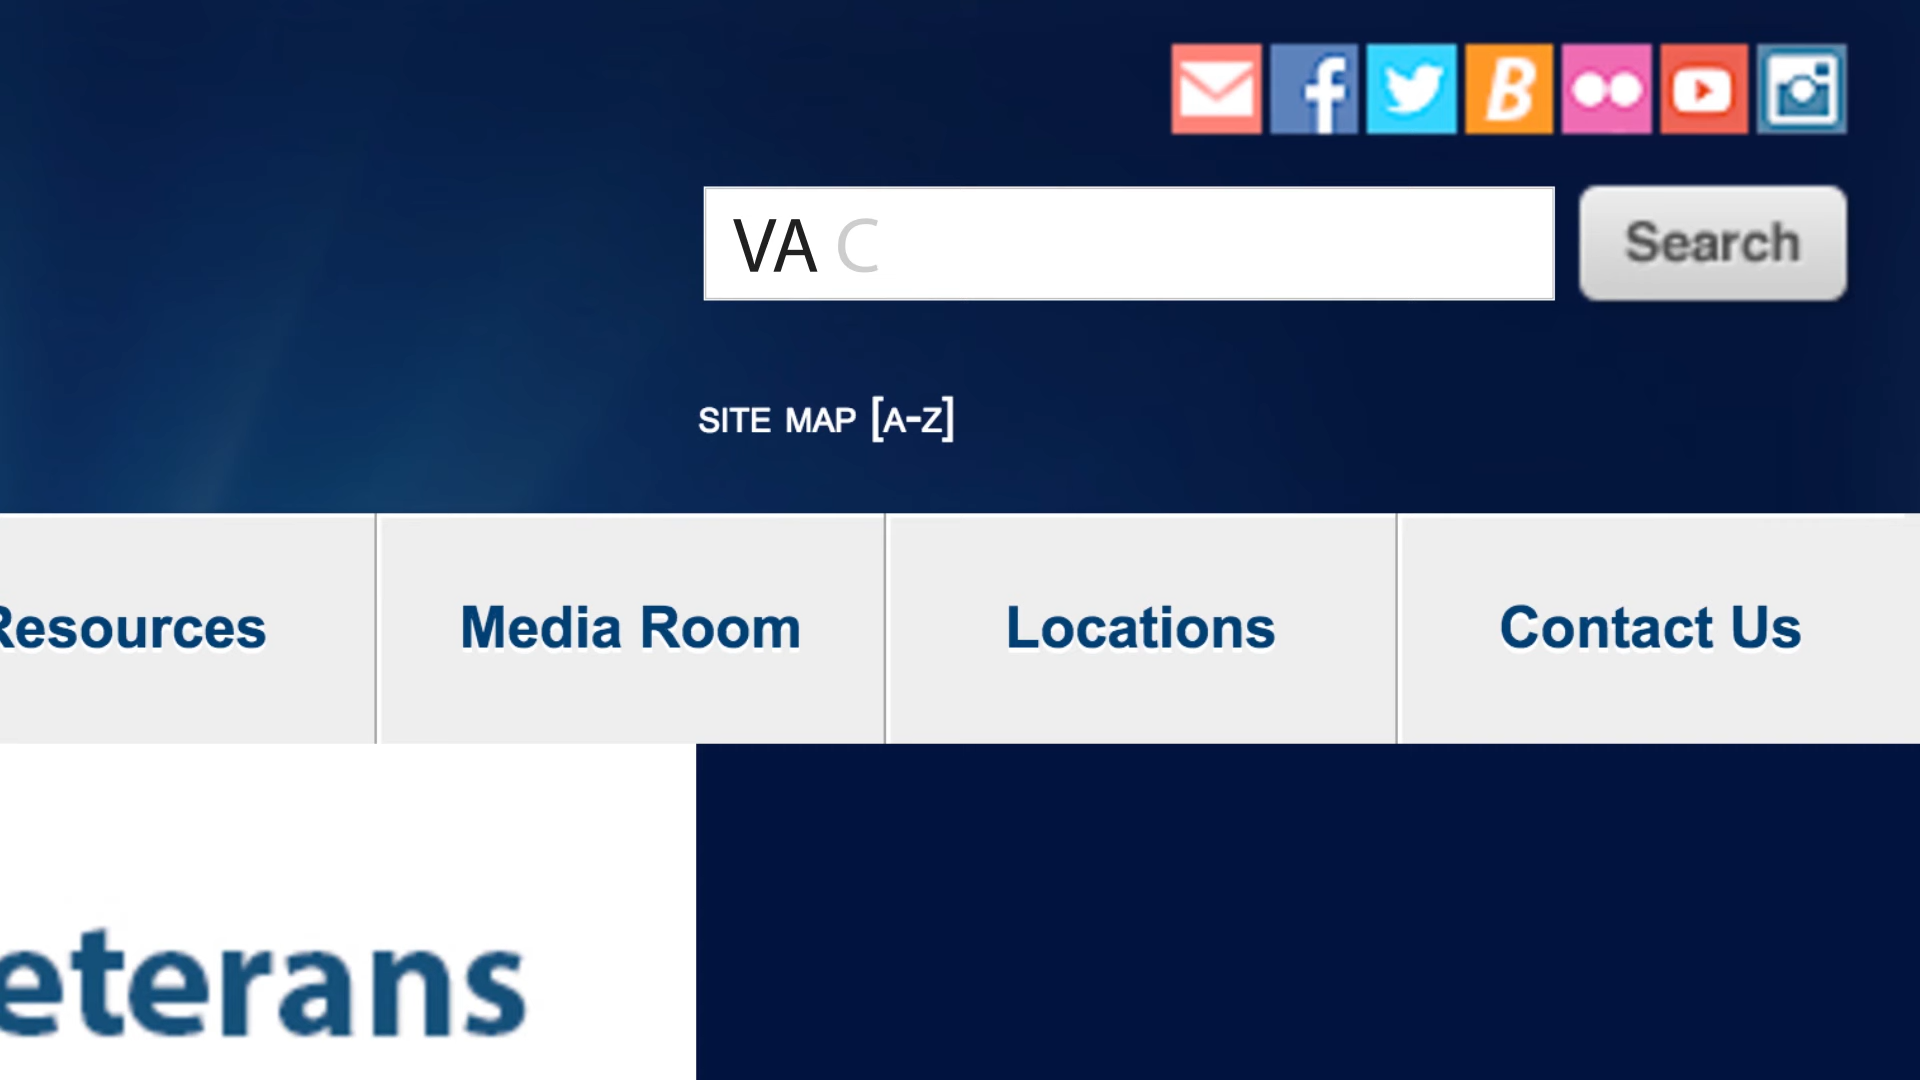 VA C
Search
SITE MAP [A-Z]
Resources
Media Room
Locations
Contact Us
eterans